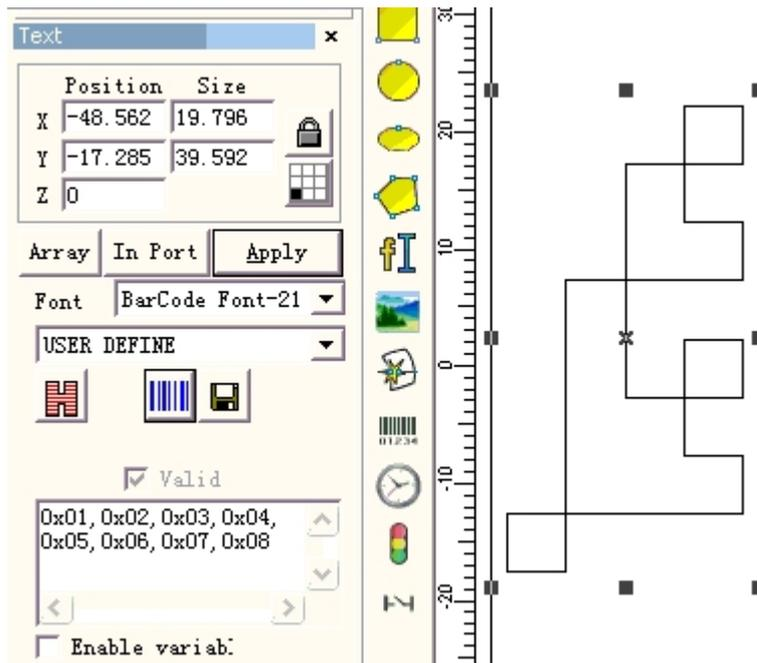 Text
Position Size
X -48.562 19.796
Y -17.285 39.592
Z 0
Array In Port Apply
Font BarCode Font-21
USER DEFINE
Valid
0x01, 0x02, 0x03, 0x04,
0x05, 0x06, 0x07, 0x08
Enable variabl
01234
30
20
10
0
-10
-20